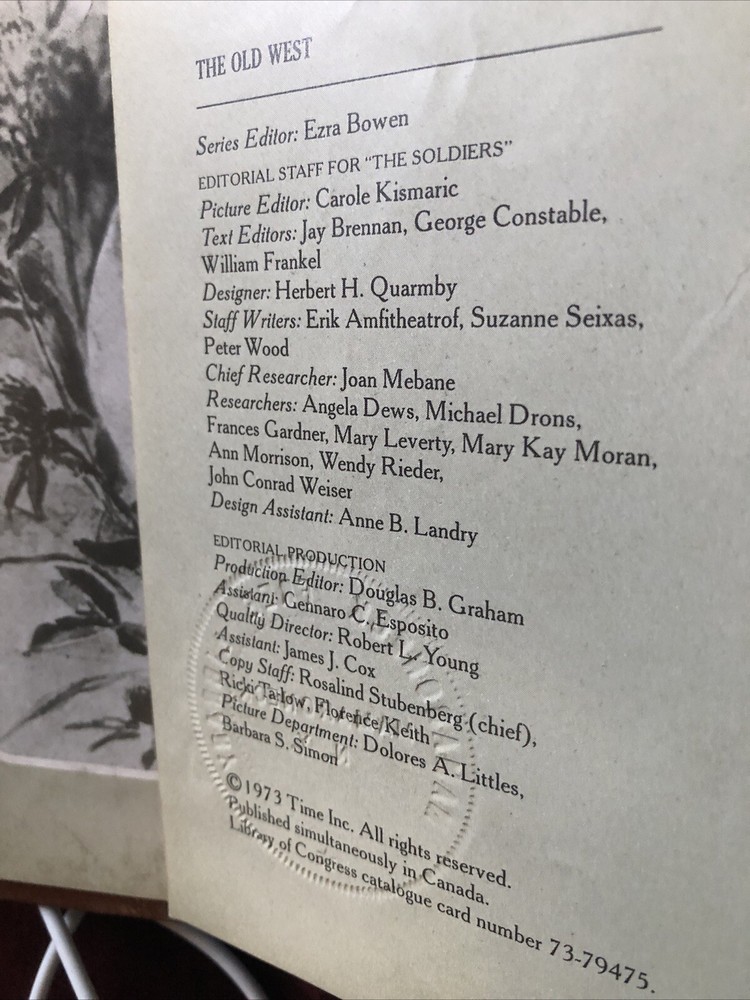 THE OLD WEST
Series Editor: Ezra Bowen
EDITORIAL STAFF FOR "THE SOLDIERS"
Picture Editor: Carole Kismaric
Text Editors: Jay Brennan, George Constable,
William Frankel
Designer: Herbert H. Quarmby
Staff Writers: Erik Amfitheatrof, Suzanne Seixas,
Peter Wood
Chief Researcher: Joan Mebane
Researchers: Angela Dews, Michael Drons,
Frances Gardner, Mary Leverty, Mary Kay Moran,
Ann Morrison, Wendy Rieder,
John Conrad Weiser
Design Assistant: Anne B. Landry
EDITORIAL PRODUCTION
Production Editor: Douglas B. Graham
Assistant: Gennaro C. Esposito
Quality Director: Robert L. Young
Assistant: James J. Cox
Copy Staff: Rosalind Stubenberg (chief),
Ricki Tarlow, Florence Keith
Picture Department: Dolores A. Littles,
Barbara S. Simon
©1973 Time Inc. All rights reserved.
Published simultaneously in Canada.
Library of Congress catalogue card number 73-79475.